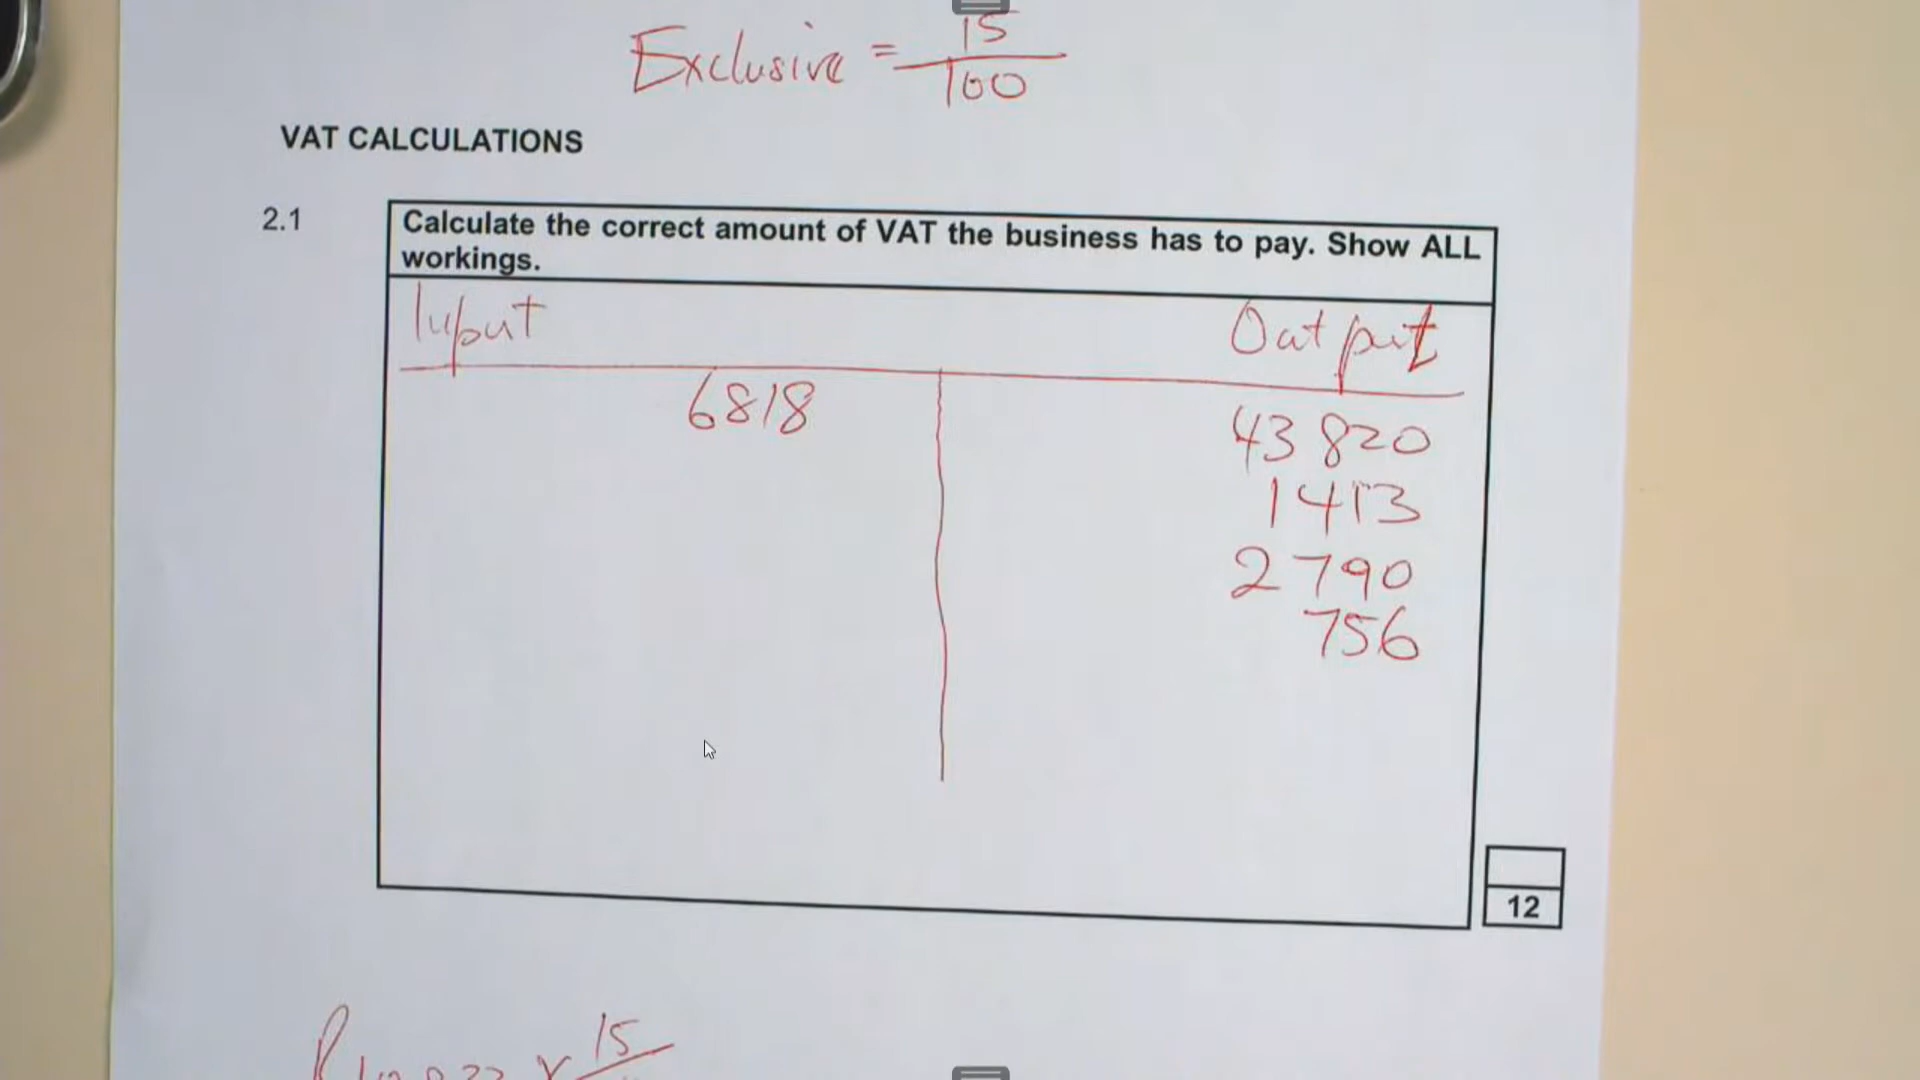 Exclusive = 15
100
VAT CALCULATIONS
2.1 Calculate the correct amount of VAT the business has to pay. Show ALL
workings.
Input Output
6818 43 820
1413
2790
756
12
× 15